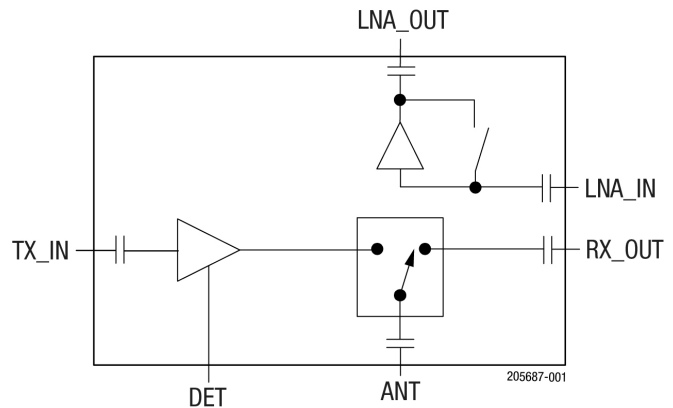 LNA_OUT
LNA_IN
TX_IN
RX_OUT
DET
ANT
205687-001